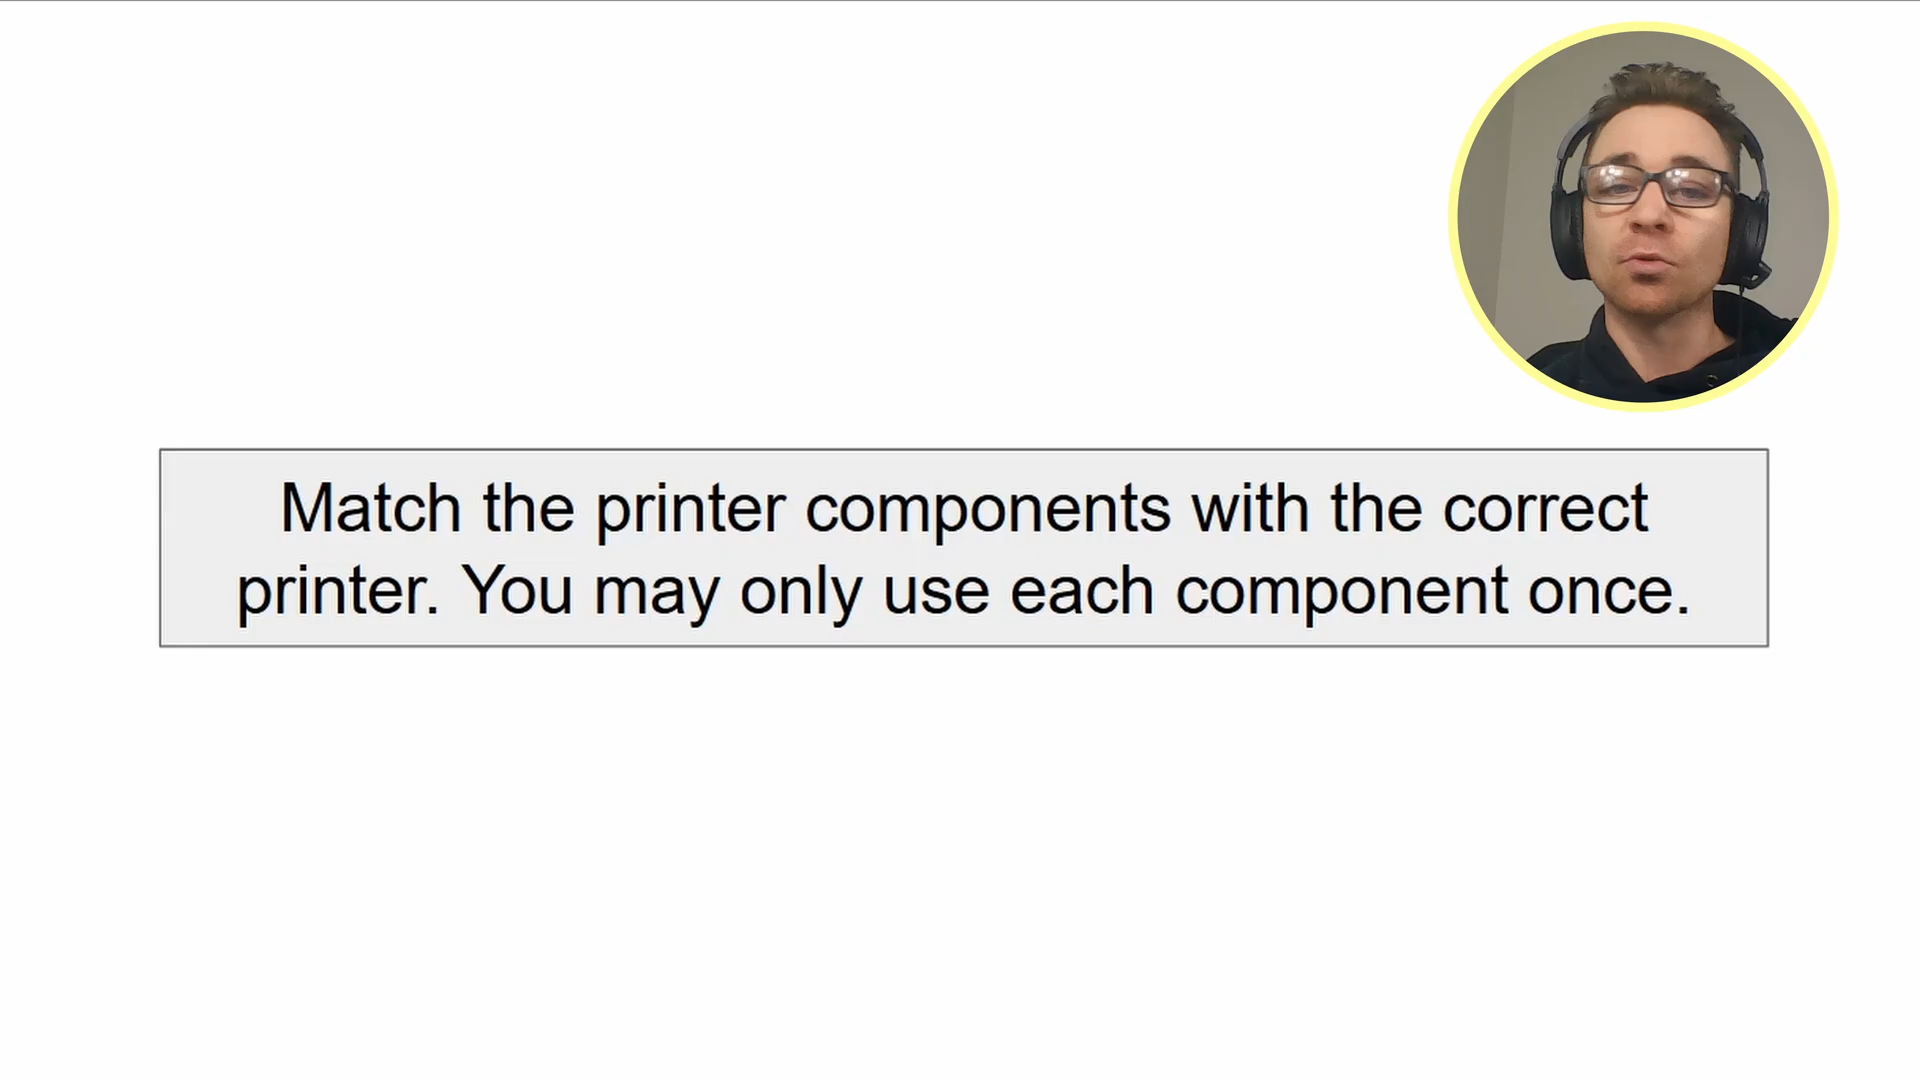 Match the printer components with the correct
printer. You may only use each component once.